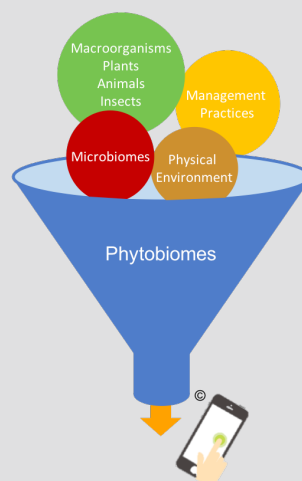 Macroorganisms
Plants
Animals
Insects
Management
Practices
Microbiomes
Physical
Environment
Phytobiomes
©